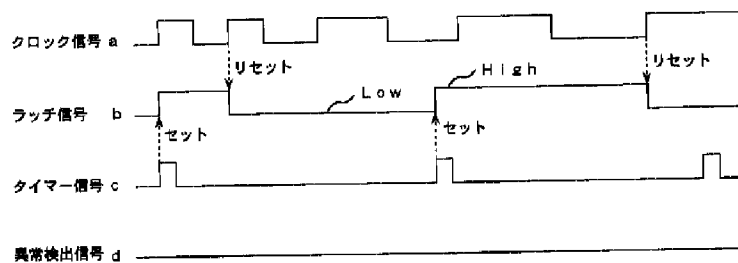 クロック信号 a
リセット
リセット
High
Low
ラッチ信号 b
セット
セット
タイマー信号 c
異常検出信号 d